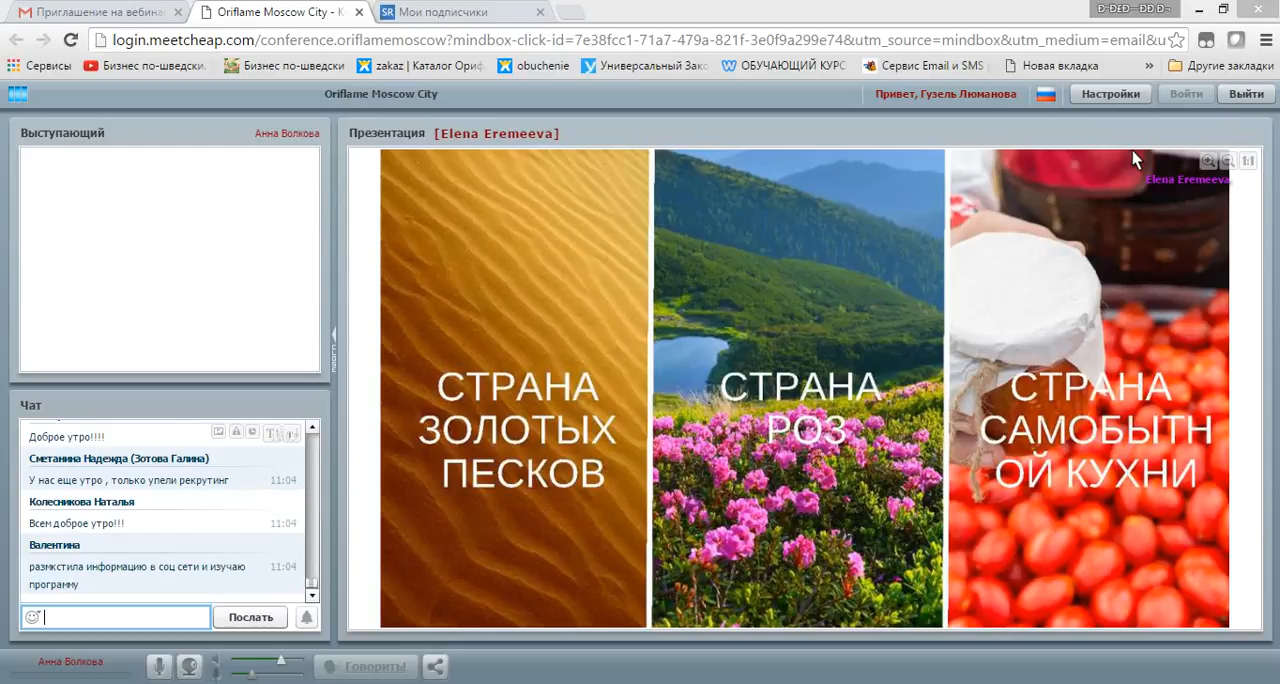 Приглашение на вебина
Oriflame Moscow City - К
Мои подписчики
login.meetcheap.com/conference.oriflamemoscow?mindbox-click-id=7e38fcc1-71a7-479a-821f-3e0f9a299e74&utm_source=mindbox&utm_medium=email&u
Сервисы
Бизнес по-шведски.
Бизнес по-шведски
zakaz | Каталог Ориф
obuchenie
Универсальный Зако
ОБУЧАЮЩИЙ КУРС
Сервис Email и SMS
Новая вкладка
»
Другие закладки
Oriflame Moscow City
Привет, Гузель Люманова
Настройки
Войти
Выйти
Выступающий
Анна Волкова
Презентация [Elena Eremeeva]
1:1
Elena Eremeeva
СТРАНА
ЗОЛОТЫХ
ПЕСКОВ
СТРАНА
РОЗ
СТРАНА
САМОБЫТН
ОЙ КУХНИ
Чат
Доброе утро!!!!
Сметанина Надежда (Зотова Галина)
У нас еще утро , только упели рекрутинг 11:04
Колесникова Наталья
Всем доброе утро!!! 11:04
Валентина
размкстила информацию в соц сети и изучаю 11:04
программу
Послать
Анна Волкова
Говорить!